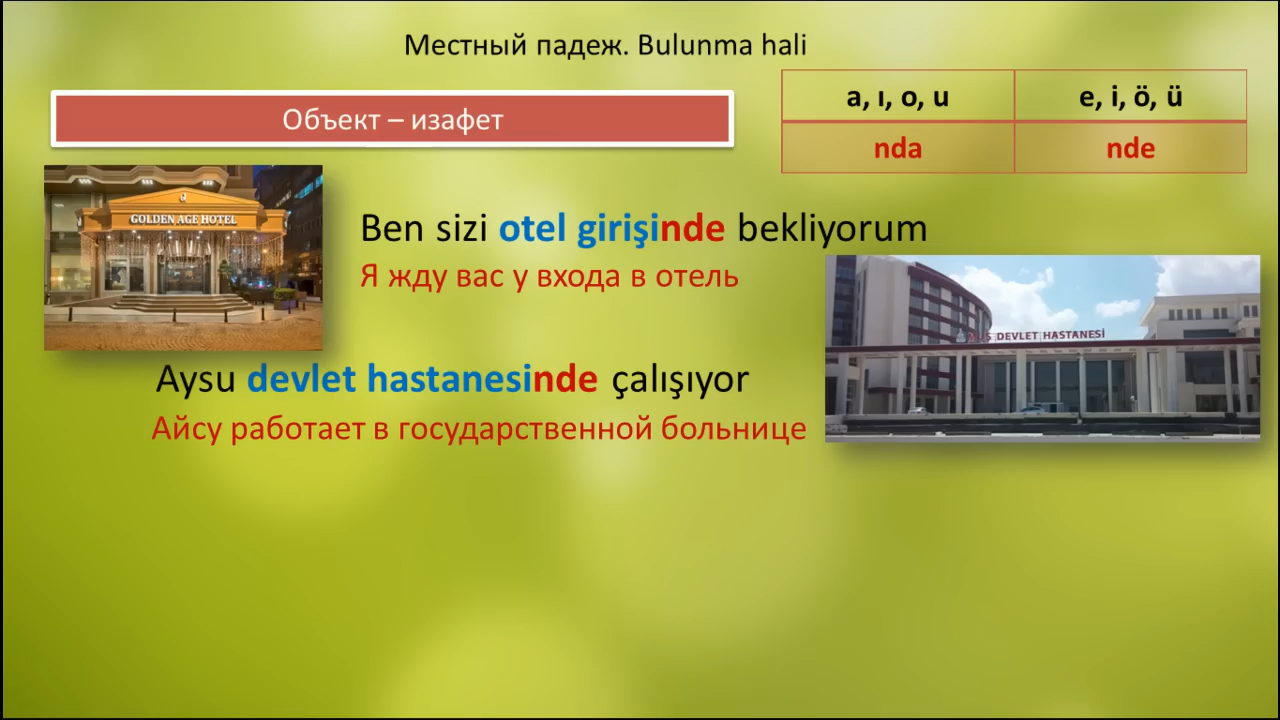 Местный падеж. Bulunma hali
Объект – изафет
a, ı, o, u
e, i, ö, ü
nda
nde
GOLDEN AGE HOTEL
Ben sizi otel girişinde bekliyorum
Я жду вас у входа в отель
MUŞ DEVLET HASTANESİ
Aysu devlet hastanesinde çalışıyor
Айсу работает в государственной больнице